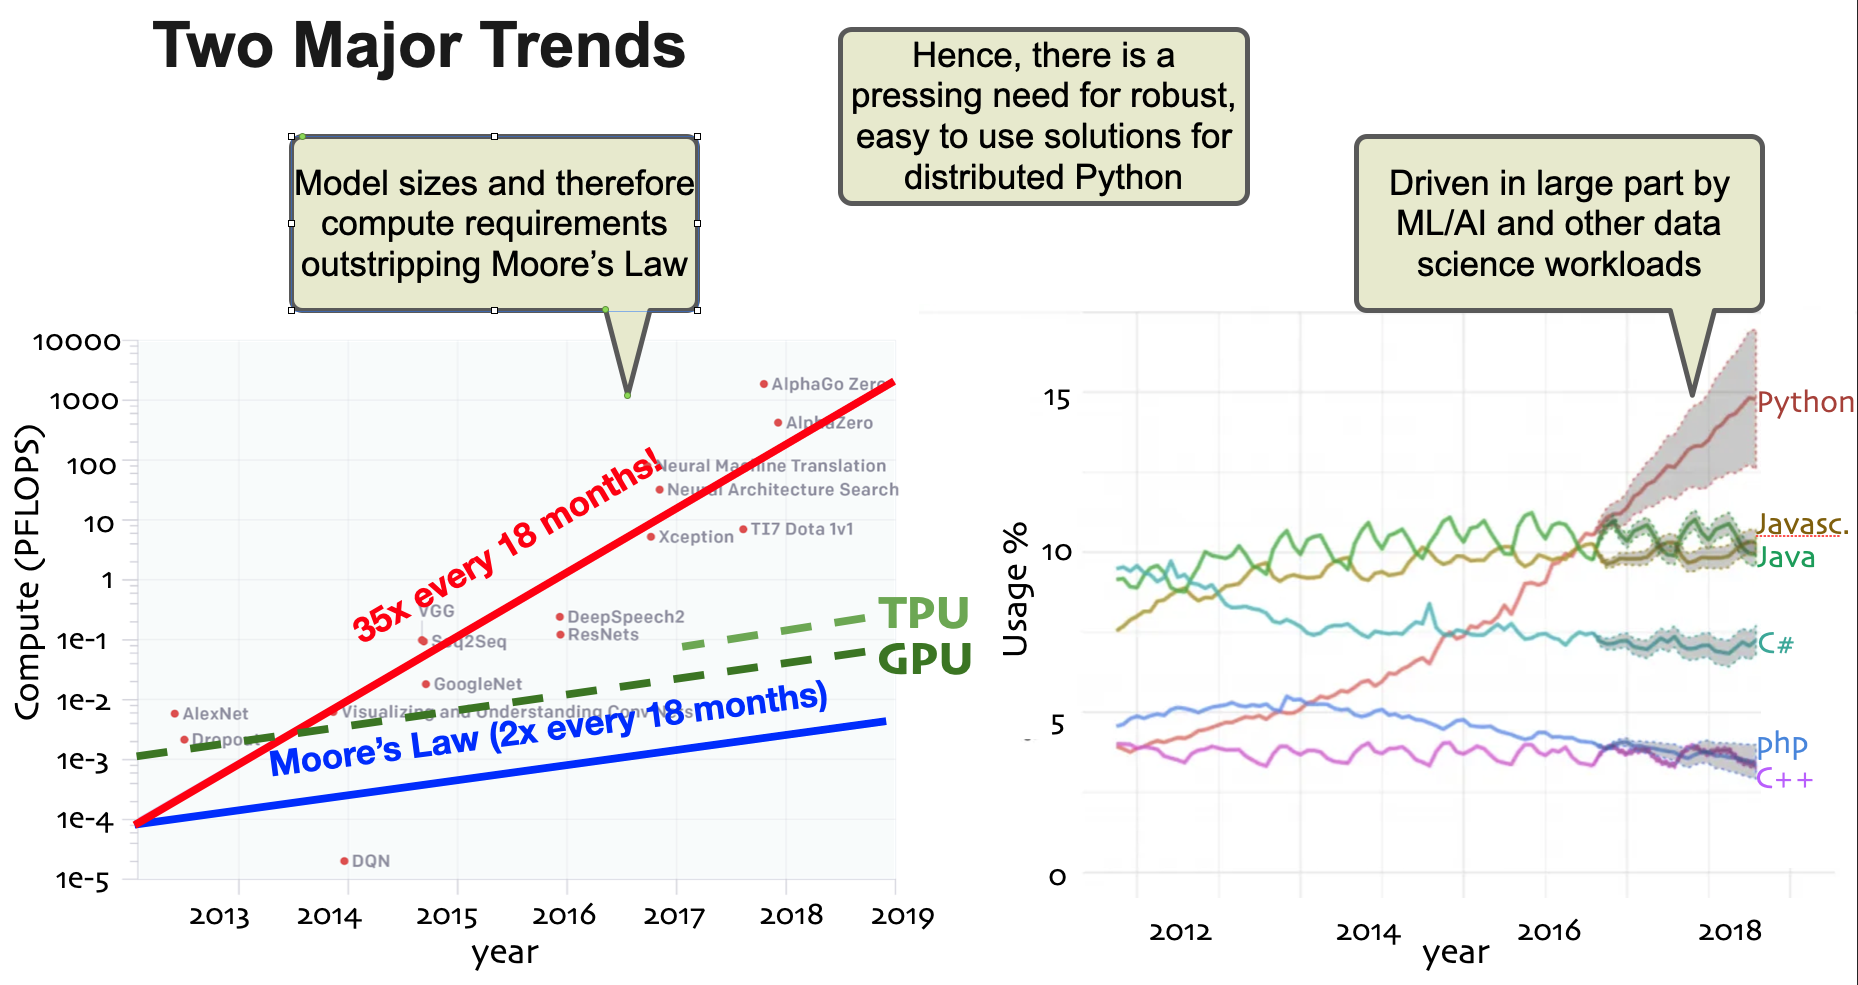 Two Major Trends
Hence, there is a
pressing need for robust,
easy to use solutions for
distributed Python
Model sizes and therefore
compute requirements
outstripping Moore's Law
Driven in large part by
ML/AI and other data
science workloads
Compute (PFLOPS)
10000
1000
100
10
1
1e-1
1e-2
1e-3
1e-4
1e-5
AlphaGo Zero
AlphaZero
Neural Machine Translation
Neural Architecture Search
TI7 Dota 1v1
Xception
35x every 18 months!
VGG
Seq2Seq
DeepSpeech2
ResNets
GoogleNet
AlexNet
Dropout
Visualizing and Understanding Conv Nets
Moore's Law (2x every 18 months)
DQN
TPU
GPU
2013
2014
2015
2016
2017
2018
2019
year
Usage %
15
10
5
0
Python
Javasc.
Java
C#
php
C++
2012
2014
2016
2018
year